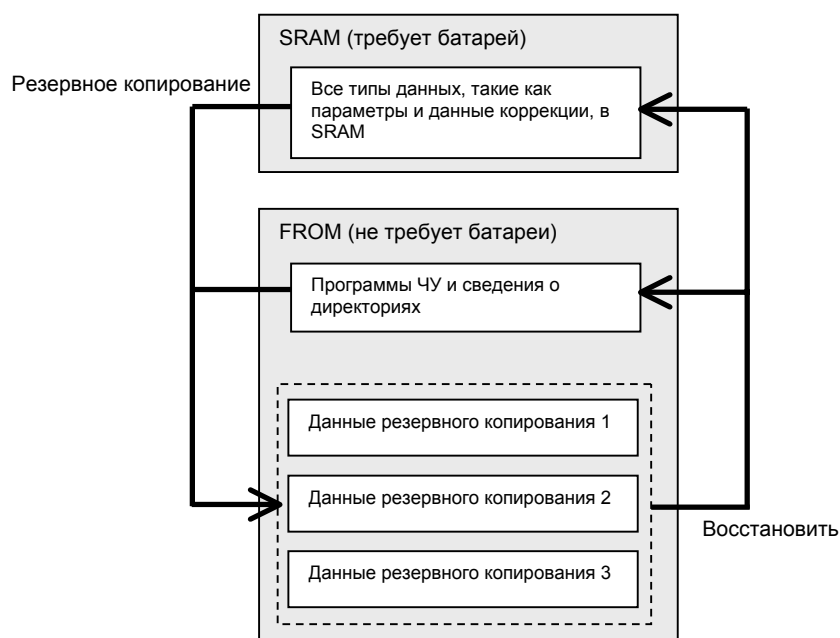 SRAM (требует батарей)
Резервное копирование
Все типы данных, такие как
параметры и данные коррекции, в
SRAM
FROM (не требует батареи)
Программы ЧУ и сведения о
директориях
Данные резервного копирования 1
Данные резервного копирования 2
Восстановить
Данные резервного копирования 3